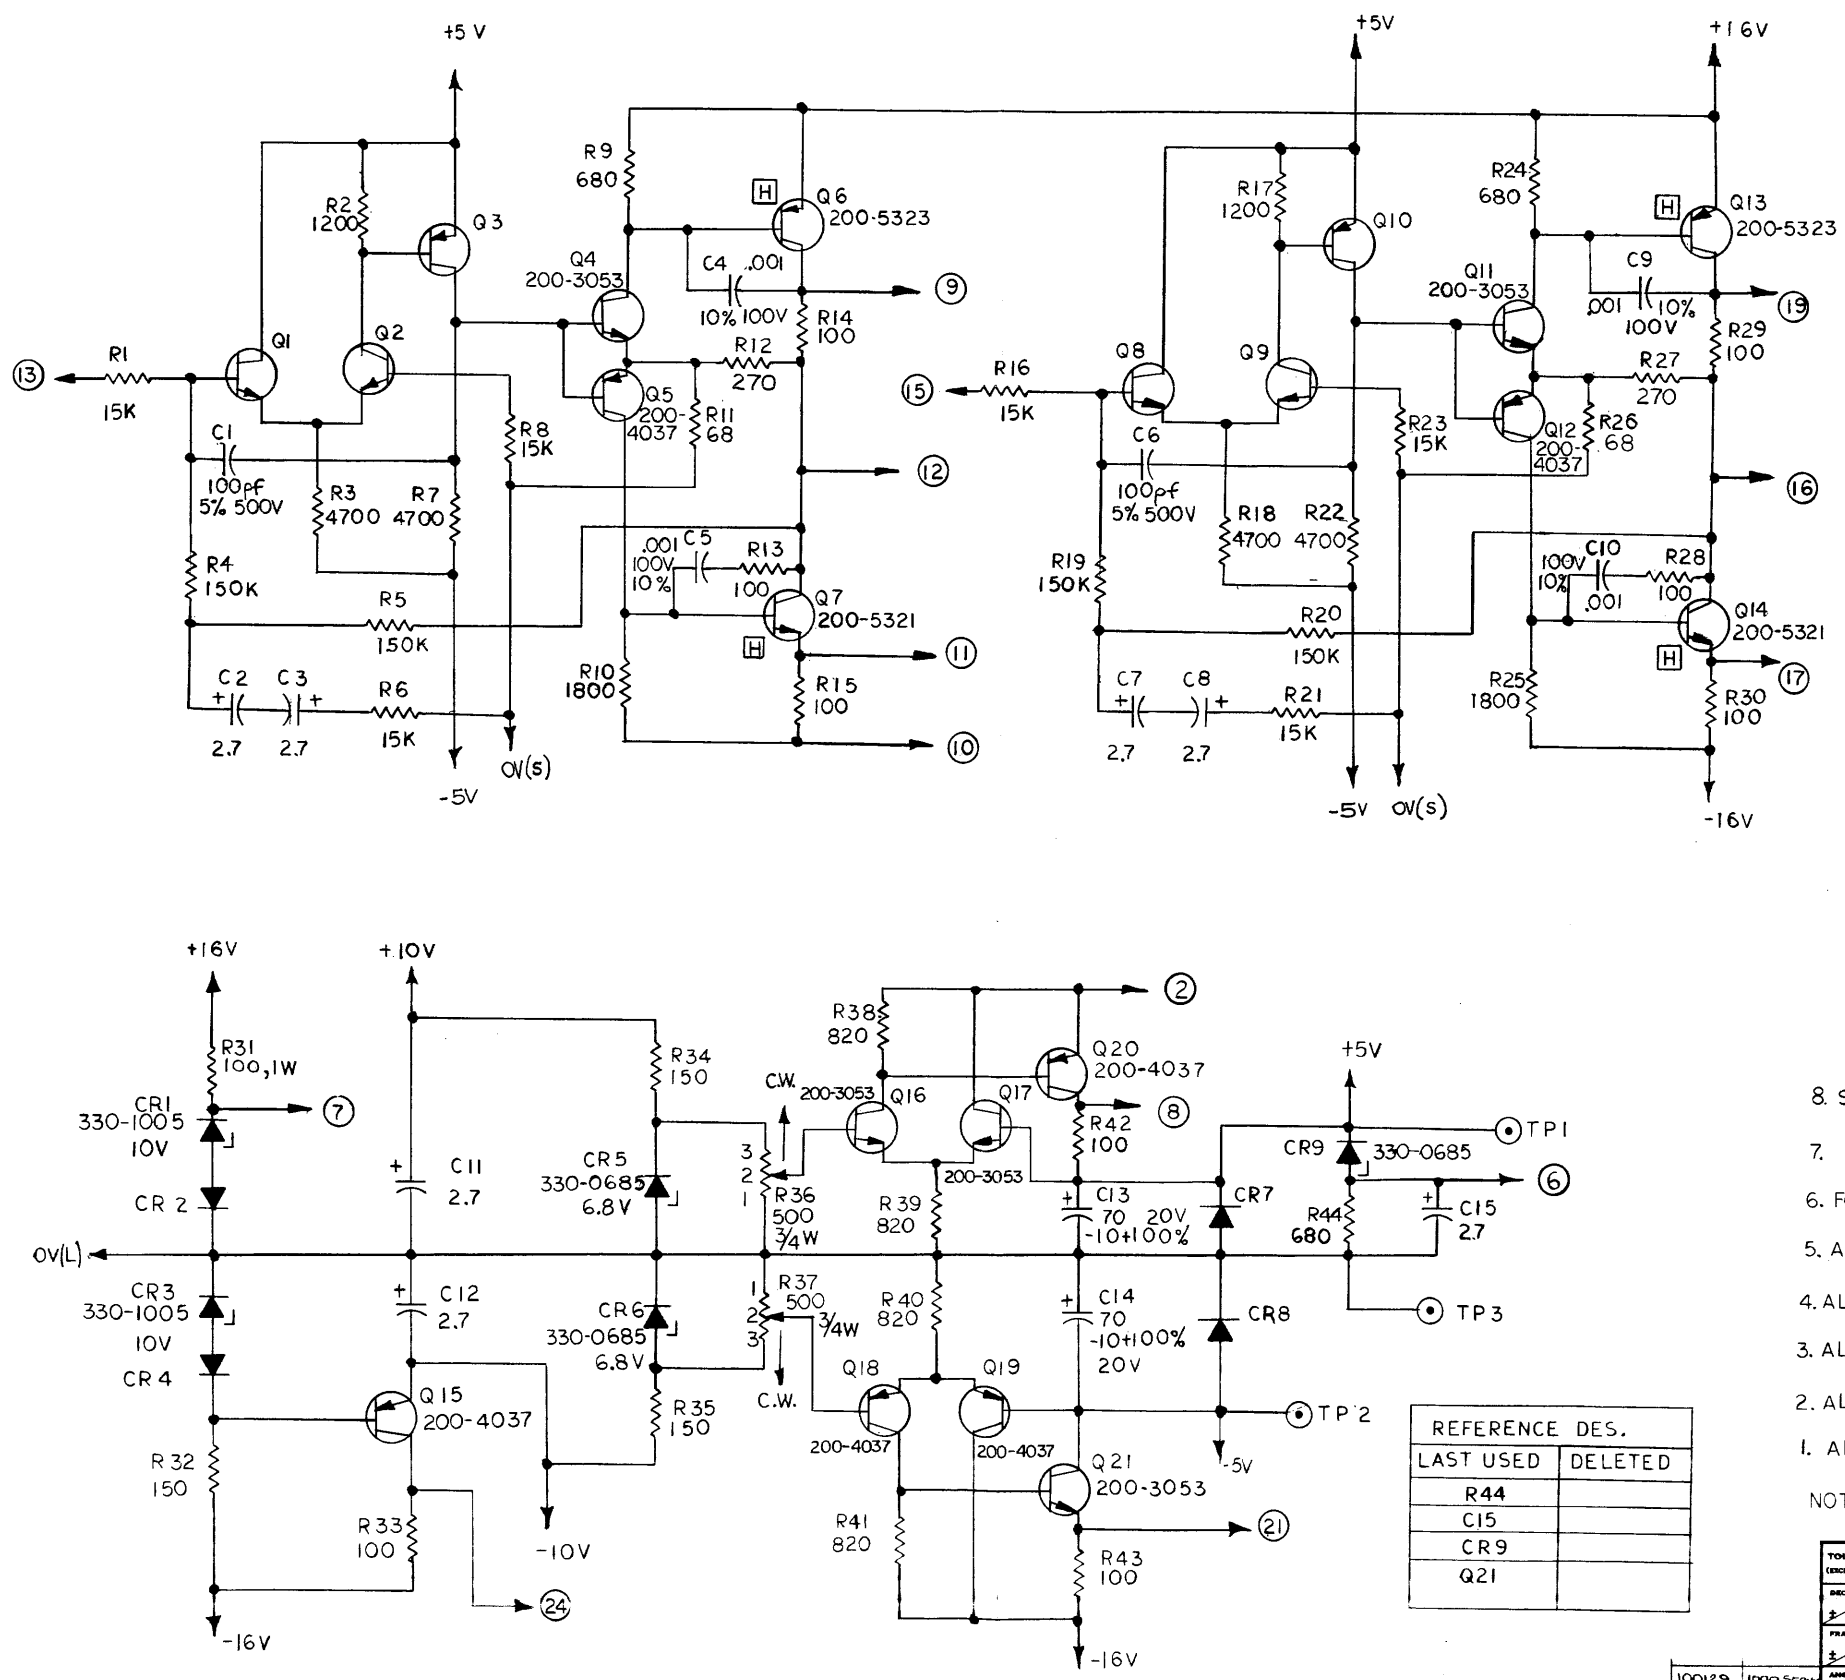 +5V
+5V
+16V
R9
680
R24
680
H
Q6
200-5323
H
Q13
200-5323
R2
1200
Q3
R17
1200
Q10
Q4
200-3053
C4
.001
10% 100V
9
Q11
200-3053
C9
.001
10%
100V
19
R14
100
R29
100
13
R1
15K
Q1
Q2
R12
270
15
R16
15K
Q8
Q9
R27
270
Q5
200-
4037
R11
68
Q12
200-
4037
R26
68
C1
100pf
5% 500V
R8
15K
C6
100pf
5% 500V
R23
15K
12
16
R3
4700
R7
4700
R18
4700
R22
4700
R4
150K
.001
100V
10%
C5
R13
100
R19
150K
100V
10%
C10
.001
R28
100
R5
150K
Q7
200-5321
H
R20
150K
Q14
200-5321
H
11
17
C2
2.7
C3
2.7
R6
15K
R10
1800
R15
100
C7
2.7
C8
2.7
R21
15K
R25
1800
R30
100
10
-5V
0V(S)
-5V
0V(S)
-16V
+16V
+.10V
2
R31
100,1W
R34
150
R38
820
Q20
200-4037
+5V
CR1
330-1005
10V
7
C.W.
200-3053
Q16
Q17
200-3053
8
R42
100
TP1
CR9
330-0685
CR 2
+
C11
2.7
CR5
330-0685
6.8V
3
2
1
R36
500
3/4W
R39
820
+
C13
70 20V
-10+100%
CR7
6
R44
680
+
C15
2.7
0V(L)
CR3
330-1005
10V
+
C12
2.7
CR6
330-0685
6.8V
1
2
3
R37
500
3/4W
R40
820
+
C14
70
-10+100%
20V
CR8
TP3
CR4
Q15
200-4037
R35
150
C.W.
Q18
200-4037
Q19
200-4037
TP2
-5V
R32
150
Q21
200-3053
R33
100
-10V
R41
820
21
R43
100
24
-16V
-16V
REFERENCE DES.
LAST USED DELETED
R44
C15
CR9
Q21
8. S
7.
6. F
5. A
4. AL
3. AL
2. AL
1. A
NOT